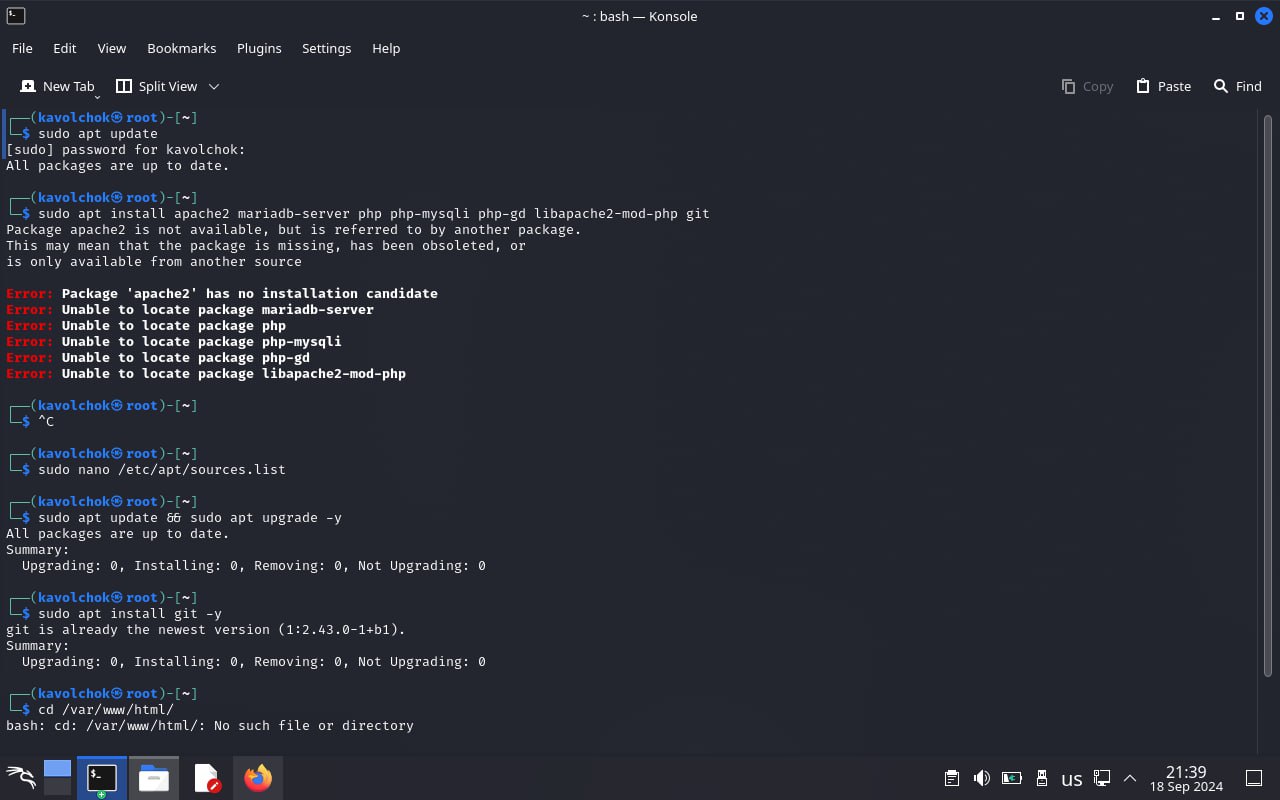 ~ : bash — Konsole
File Edit View Bookmarks Plugins Settings Help
New Tab Split View Copy Paste Find
┌──(kavolchok㉿root)-[~]
└─$ sudo apt update
[sudo] password for kavolchok:
All packages are up to date.
┌──(kavolchok㉿root)-[~]
└─$ sudo apt install apache2 mariadb-server php php-mysqli php-gd libapache2-mod-php git
Package apache2 is not available, but is referred to by another package.
This may mean that the package is missing, has been obsoleted, or
is only available from another source
Error: Package 'apache2' has no installation candidate
Error: Unable to locate package mariadb-server
Error: Unable to locate package php
Error: Unable to locate package php-mysqli
Error: Unable to locate package php-gd
Error: Unable to locate package libapache2-mod-php
┌──(kavolchok㉿root)-[~]
└─$ ^C
┌──(kavolchok㉿root)-[~]
└─$ sudo nano /etc/apt/sources.list
┌──(kavolchok㉿root)-[~]
└─$ sudo apt update && sudo apt upgrade -y
All packages are up to date.
Summary:
  Upgrading: 0, Installing: 0, Removing: 0, Not Upgrading: 0
┌──(kavolchok㉿root)-[~]
└─$ sudo apt install git -y
git is already the newest version (1:2.43.0-1+b1).
Summary:
  Upgrading: 0, Installing: 0, Removing: 0, Not Upgrading: 0
┌──(kavolchok㉿root)-[~]
└─$ cd /var/www/html/
bash: cd: /var/www/html/: No such file or directory
us
21:39
18 Sep 2024